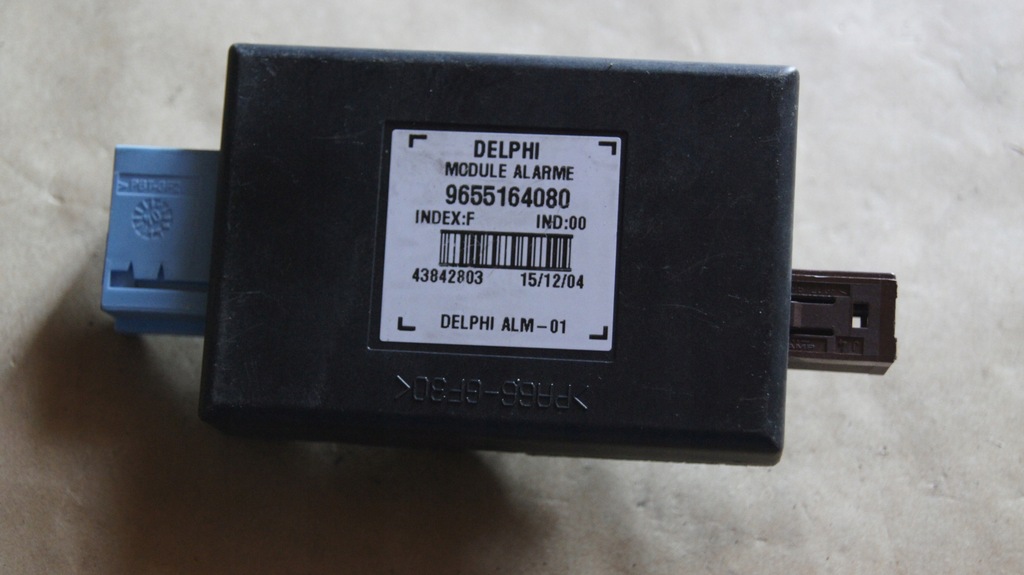 DELPHI
MODULE ALARME
9655164080
INDEX:F IND:00
43842803 15/12/04
DELPHI ALM-01
>PA66-GF30<